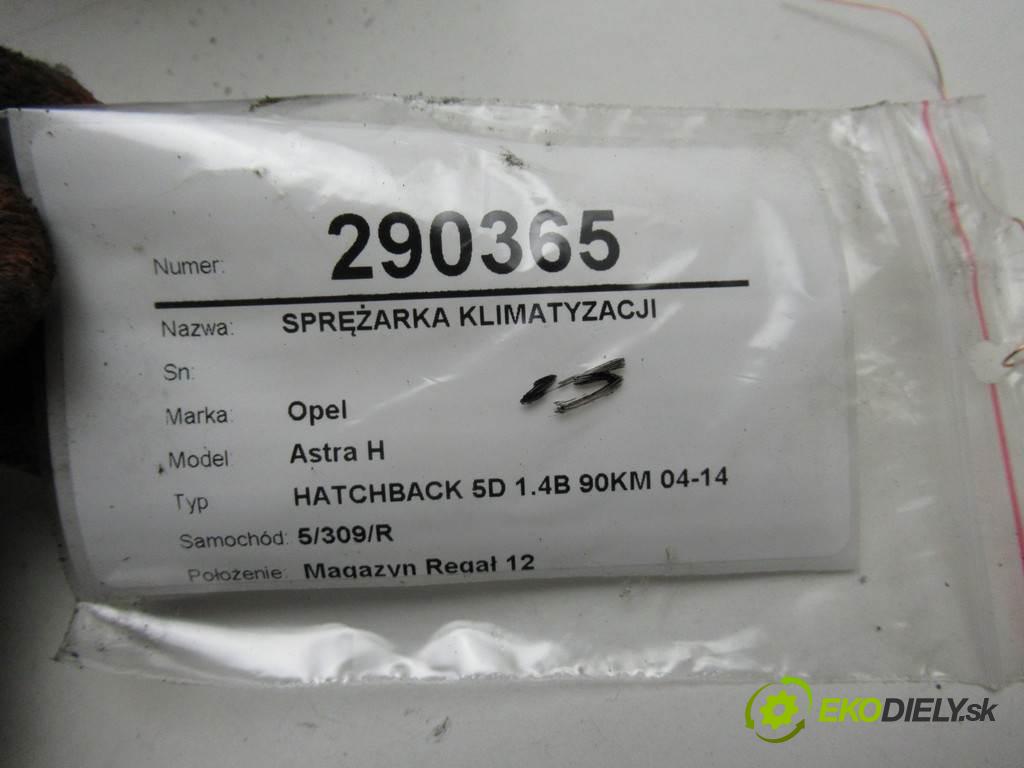 Numer: 290365
Nazwa: SPRĘŻARKA KLIMATYZACJI
Sn:
Marka: Opel
Model Astra H
Typ HATCHBACK 5D 1.4B 90KM 04-14
Samochód: 5/309/R
Położenie: Magazyn Regał 12
EKODIELY.sk